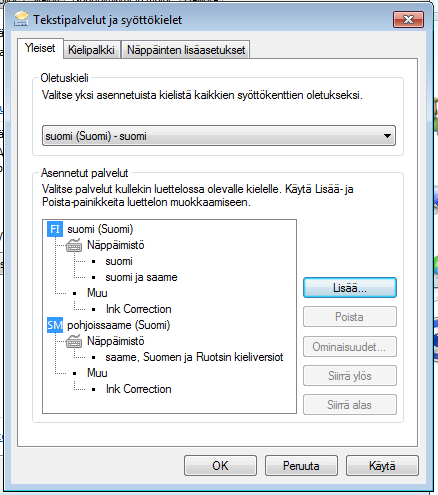 Tekstipalvelut ja syöttökielet
Yleiset Kielipalkki Näppäinten lisäasetukset
Oletuskieli
Valitse yksi asennetuista kielistä kaikkien syöttökenttien oletukseksi.
suomi (Suomi) - suomi
Asennetut palvelut
Valitse palvelut kullekin luettelossa olevalle kielelle. Käytä Lisää- ja
Poista-painikkeita luettelon muokkaamiseen.
FI suomi (Suomi)
Näppäimistö
suomi
suomi ja saame
Muu
Ink Correction
SM pohjoissaame (Suomi)
Näppäimistö
saame, Suomen ja Ruotsin kieliversiot
Muu
Ink Correction
Lisää...
Poista
Ominaisuudet...
Siirrä ylös
Siirrä alas
OK Peruuta Käytä